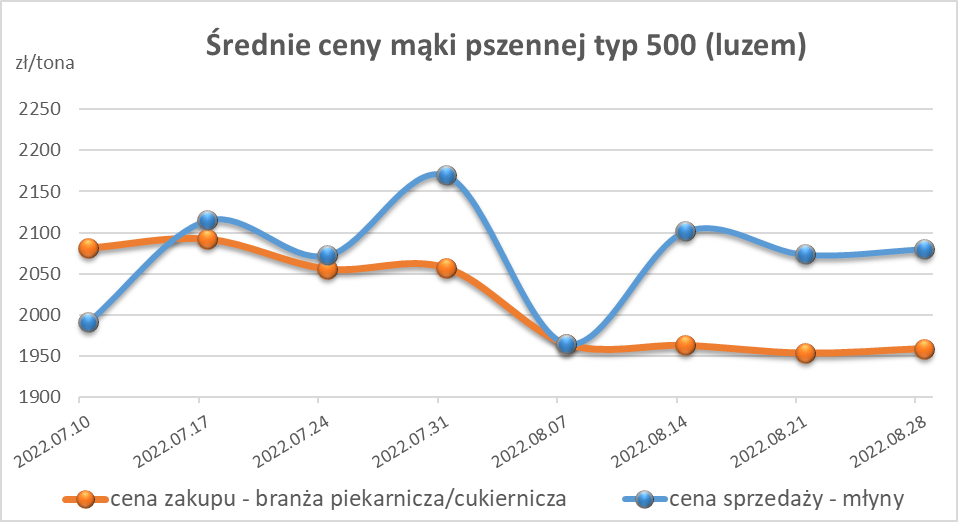 Średnie ceny mąki pszennej typ 500 (luzem)
zł/tona
2250
2200
2150
2100
2050
2000
1950
1900
2022.07.10 2022.07.17 2022.07.24 2022.07.31 2022.08.07 2022.08.14 2022.08.21 2022.08.28
cena zakupu - branża piekarnicza/cukiernicza cena sprzedaży - młyny